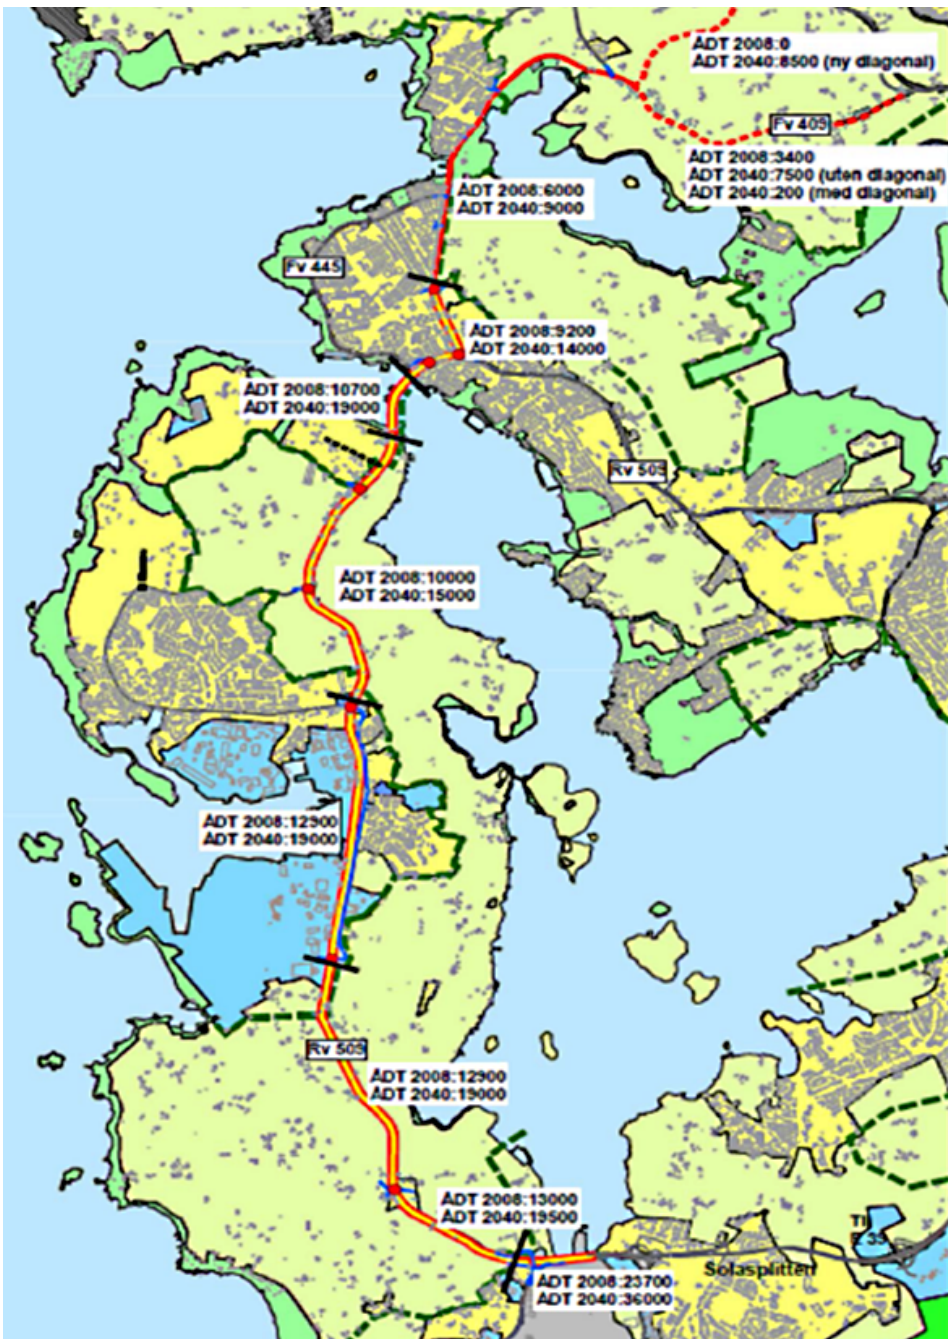 ÅDT 2008:0
ÅDT 2040:8500 (ny diagonal)
Fv 409
ÅDT 2008:3400
ÅDT 2040:7500 (uten diagonal)
ÅDT 2040:200 (med diagonal)
ÅDT 2008:6000
ÅDT 2040:9000
Fv 445
ÅDT 2008:9200
ÅDT 2040:14000
ÅDT 2008:10700
ÅDT 2040:19000
Rv 509
ÅDT 2008:10000
ÅDT 2040:15000
ÅDT 2008:12900
ÅDT 2040:19000
Rv 509
ÅDT 2008:12900
ÅDT 2040:19000
ÅDT 2008:13000
ÅDT 2040:19500
Til
E 39
Solasplitten
ÅDT 2008:23700
ÅDT 2040:36000